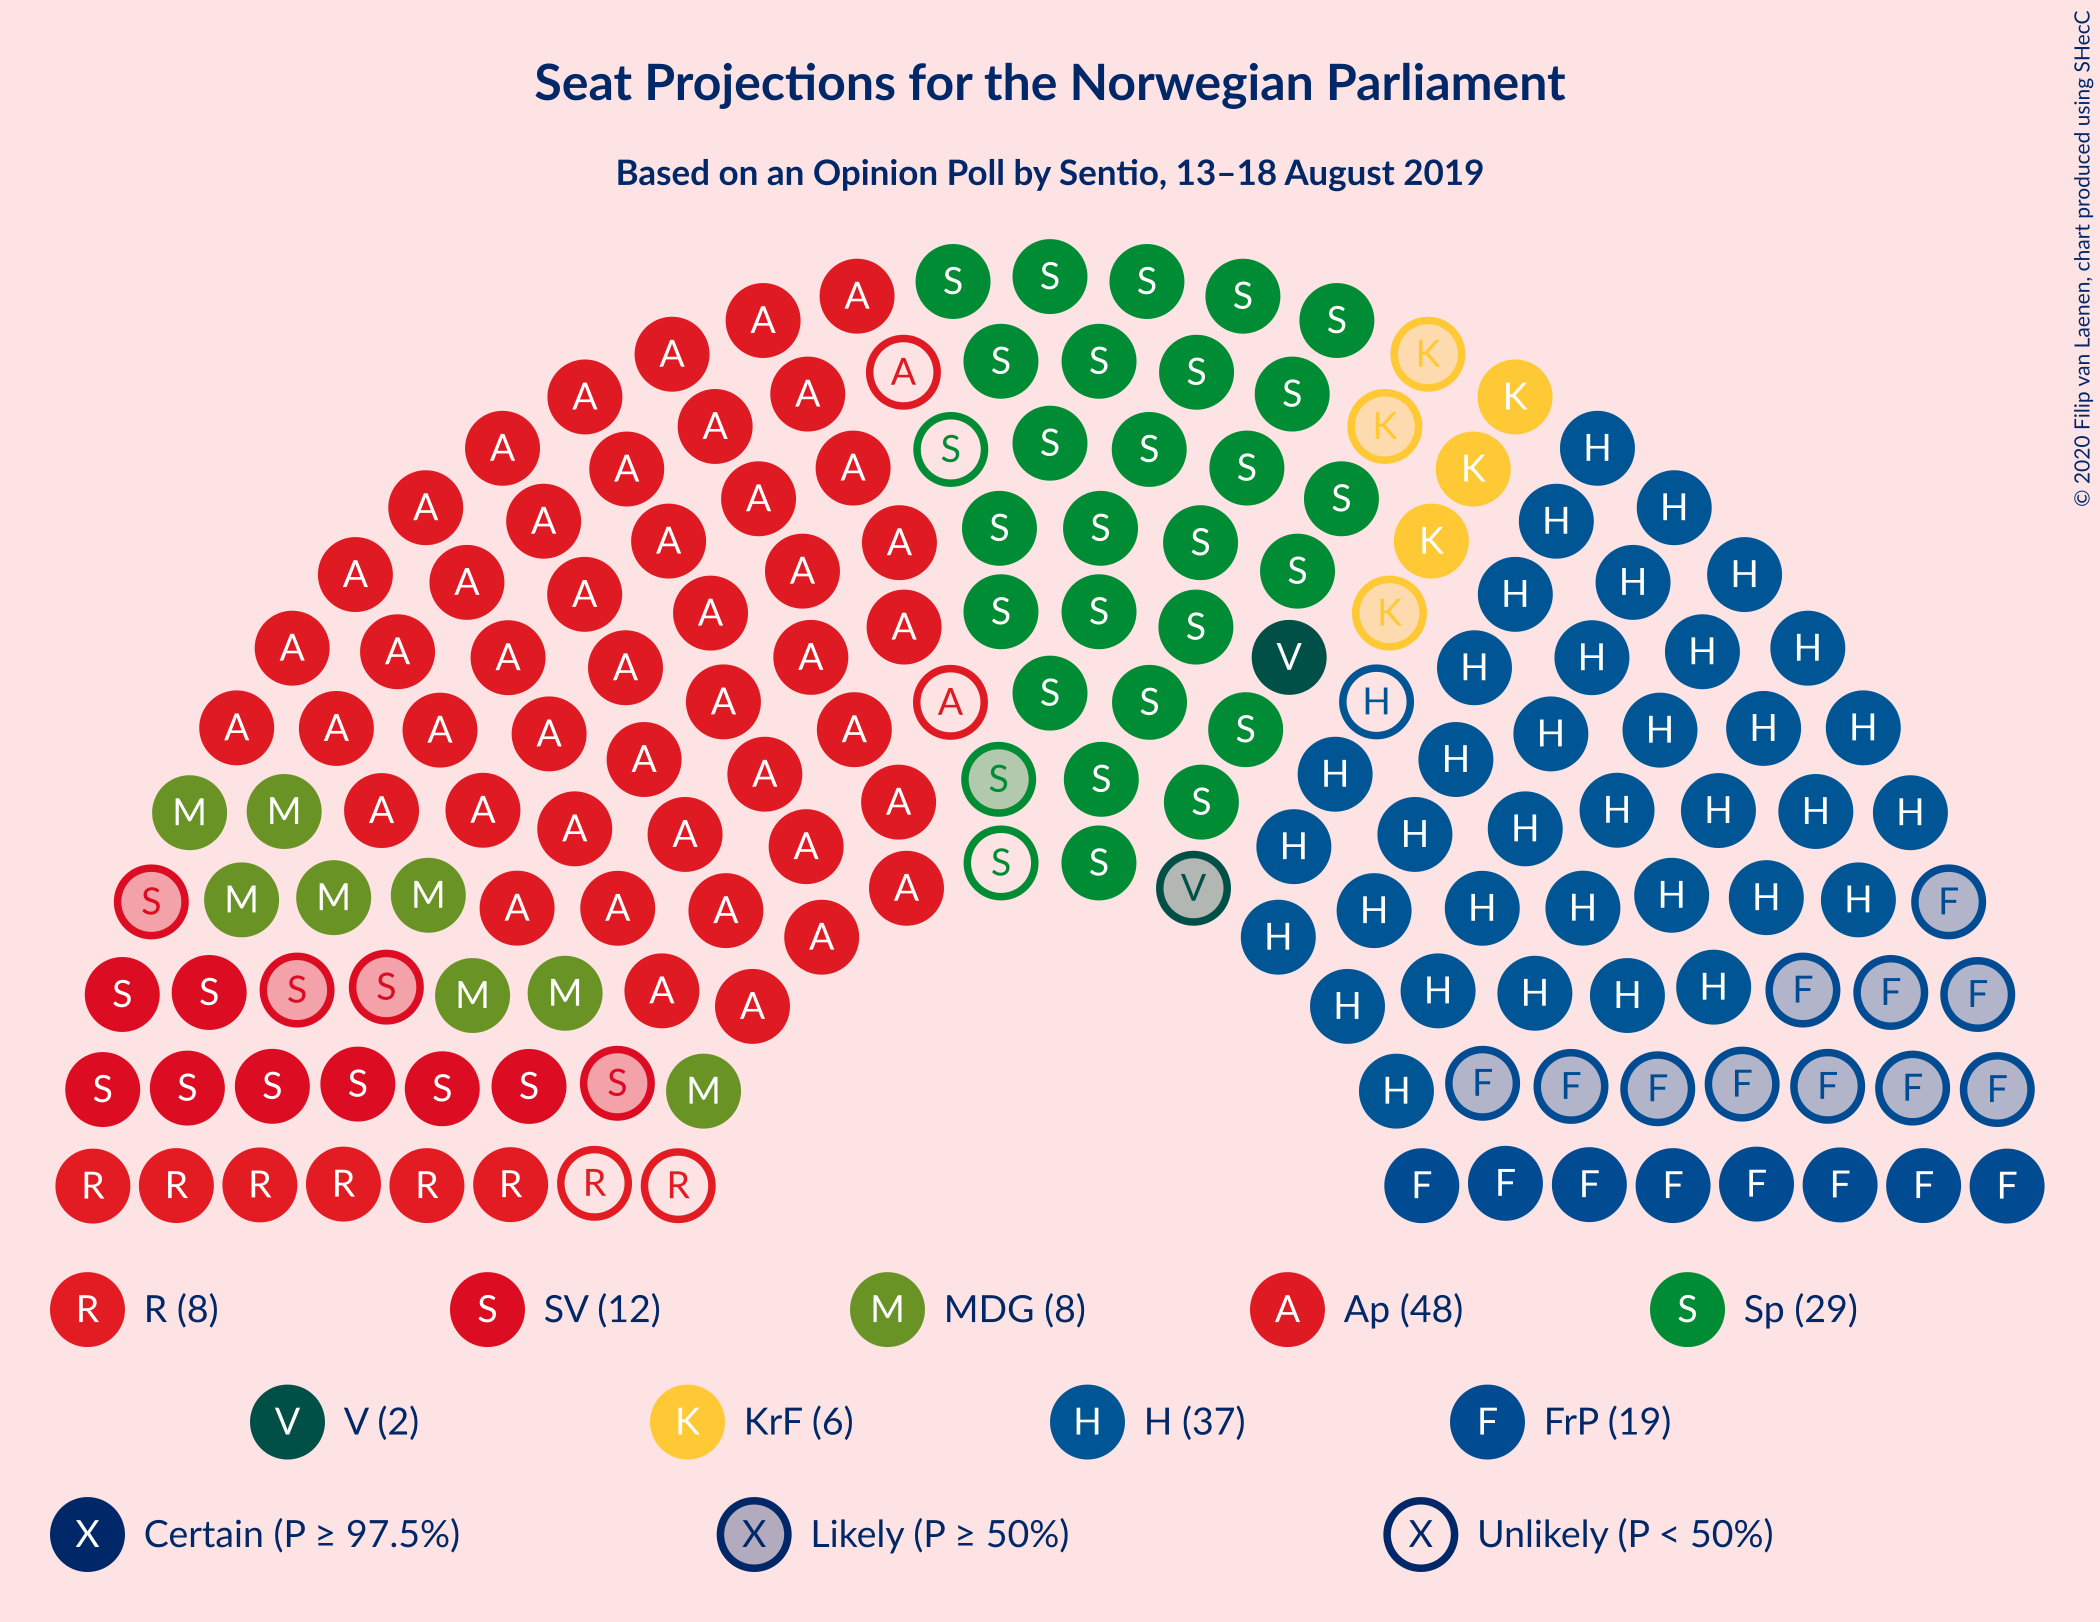 Seat Projections for the Norwegian Parliament
Based on an Opinion Poll by Sentio, 13–18 August 2019
© 2020 Filip van Laenen, chart produced using SHecC
S S S S S
A A K
A A S S S S K
A A K K
A A S S S S H
A A A S K H
A A A A S S S H H
A A A A S K H H
A A A A S S S K H H
A A A A V H H H
A A A S S H H H
A A A A A S H H H
M M A A A A S S S H H H H H H
A A A H H H
S M M M A A A A S S V H H H H H H F
A H
S S S S M M A A H H H H H F F F
S S S S S S S M H F F F F F F F
R R R R R R R R F F F F F F F F
R R (8) S SV (12) M MDG (8) A Ap (48) S Sp (29)
V V (2) K KrF (6) H H (37) F FrP (19)
X Certain (P ≥ 97.5%) X Likely (P ≥ 50%) X Unlikely (P < 50%)